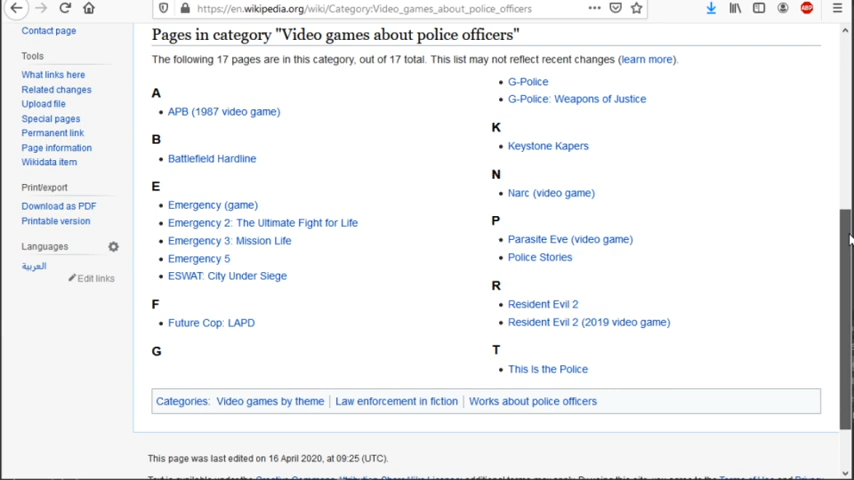 https://en.wikipedia.org/wiki/Category:Video_games_about_police_officers
ABP
Contact page
Tools
What links here
Related changes
Upload file
Special pages
Permanent link
Page information
Wikidata item
Print/export
Download as PDF
Printable version
Languages
العربية
Edit links
Pages in category "Video games about police officers"
The following 17 pages are in this category, out of 17 total. This list may not reflect recent changes (learn more).
A
• APB (1987 video game)
B
• Battlefield Hardline
E
• Emergency (game)
• Emergency 2: The Ultimate Fight for Life
• Emergency 3: Mission Life
• Emergency 5
• ESWAT: City Under Siege
F
• Future Cop: LAPD
G
• G-Police
• G-Police: Weapons of Justice
K
• Keystone Kapers
N
• Narc (video game)
P
• Parasite Eve (video game)
• Police Stories
R
• Resident Evil 2
• Resident Evil 2 (2019 video game)
T
• This Is the Police
Categories: Video games by theme | Law enforcement in fiction | Works about police officers
This page was last edited on 16 April 2020, at 09:25 (UTC).